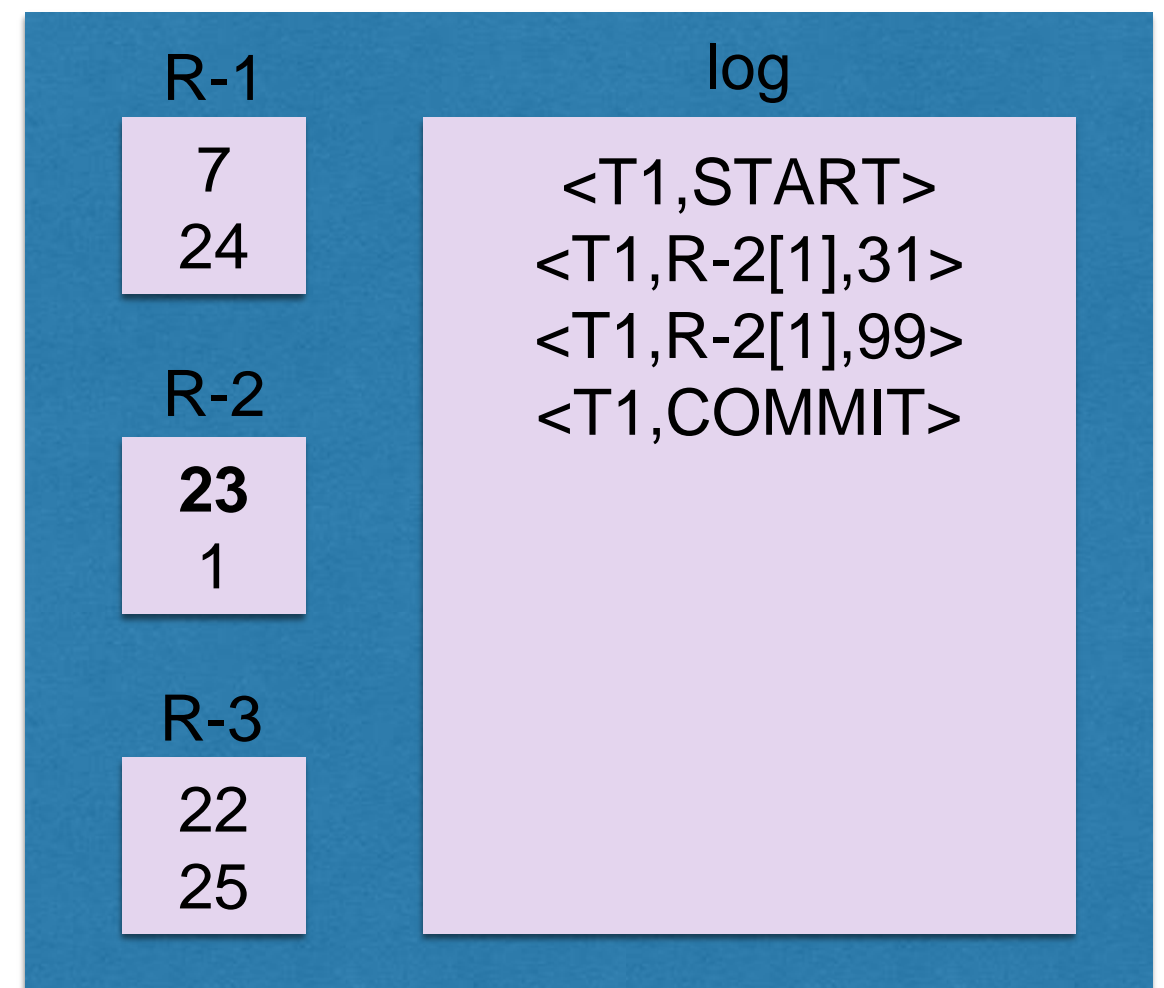 R-1
7
24
R-2
23
1
R-3
22
25
log
<T1,START>
<T1,R-2[1],31>
<T1,R-2[1],99>
<T1,COMMIT>